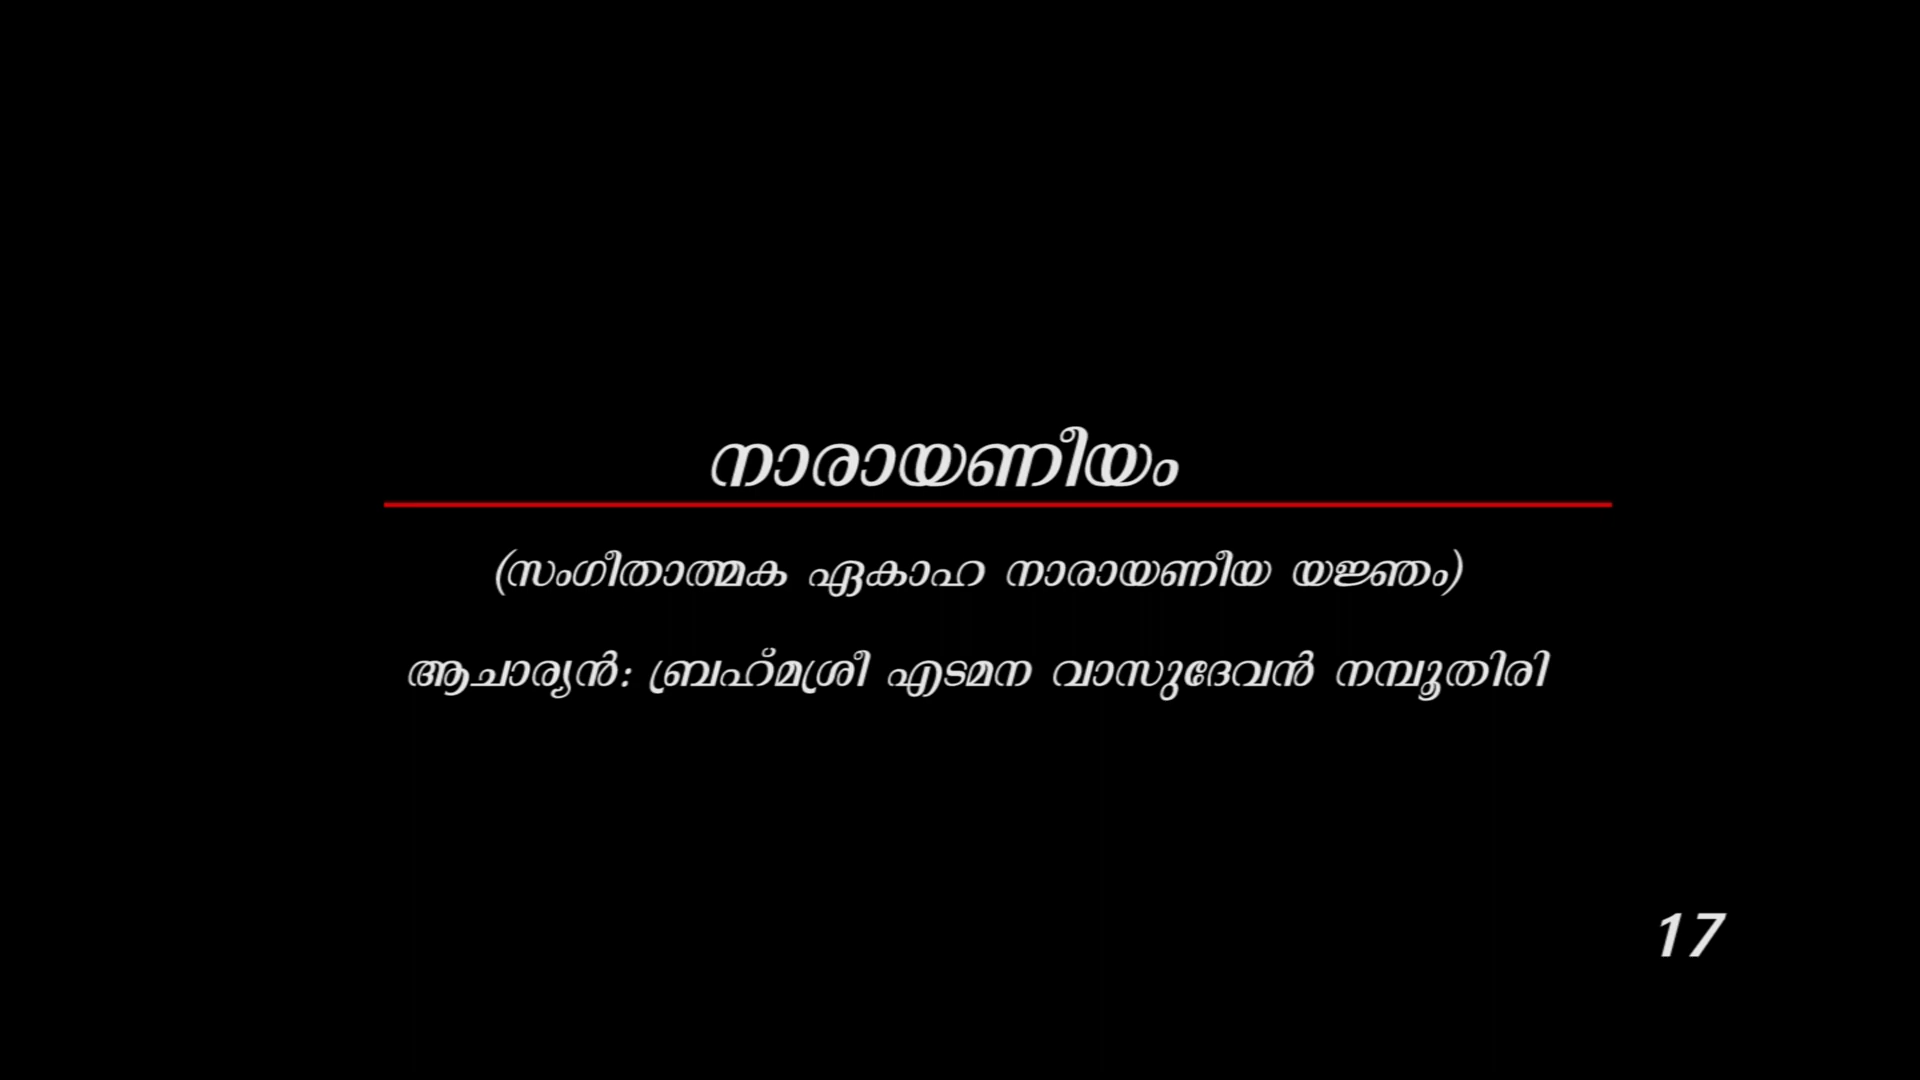 നാരായണീയം
(സംഗീതാത്മക ഏകാഹ നാരായണീയ യജ്ഞം)
ആചാര്യൻ: ബ്രഹ്മശ്രീ എടമന വാസുദേവൻ നമ്പൂതിരി
17